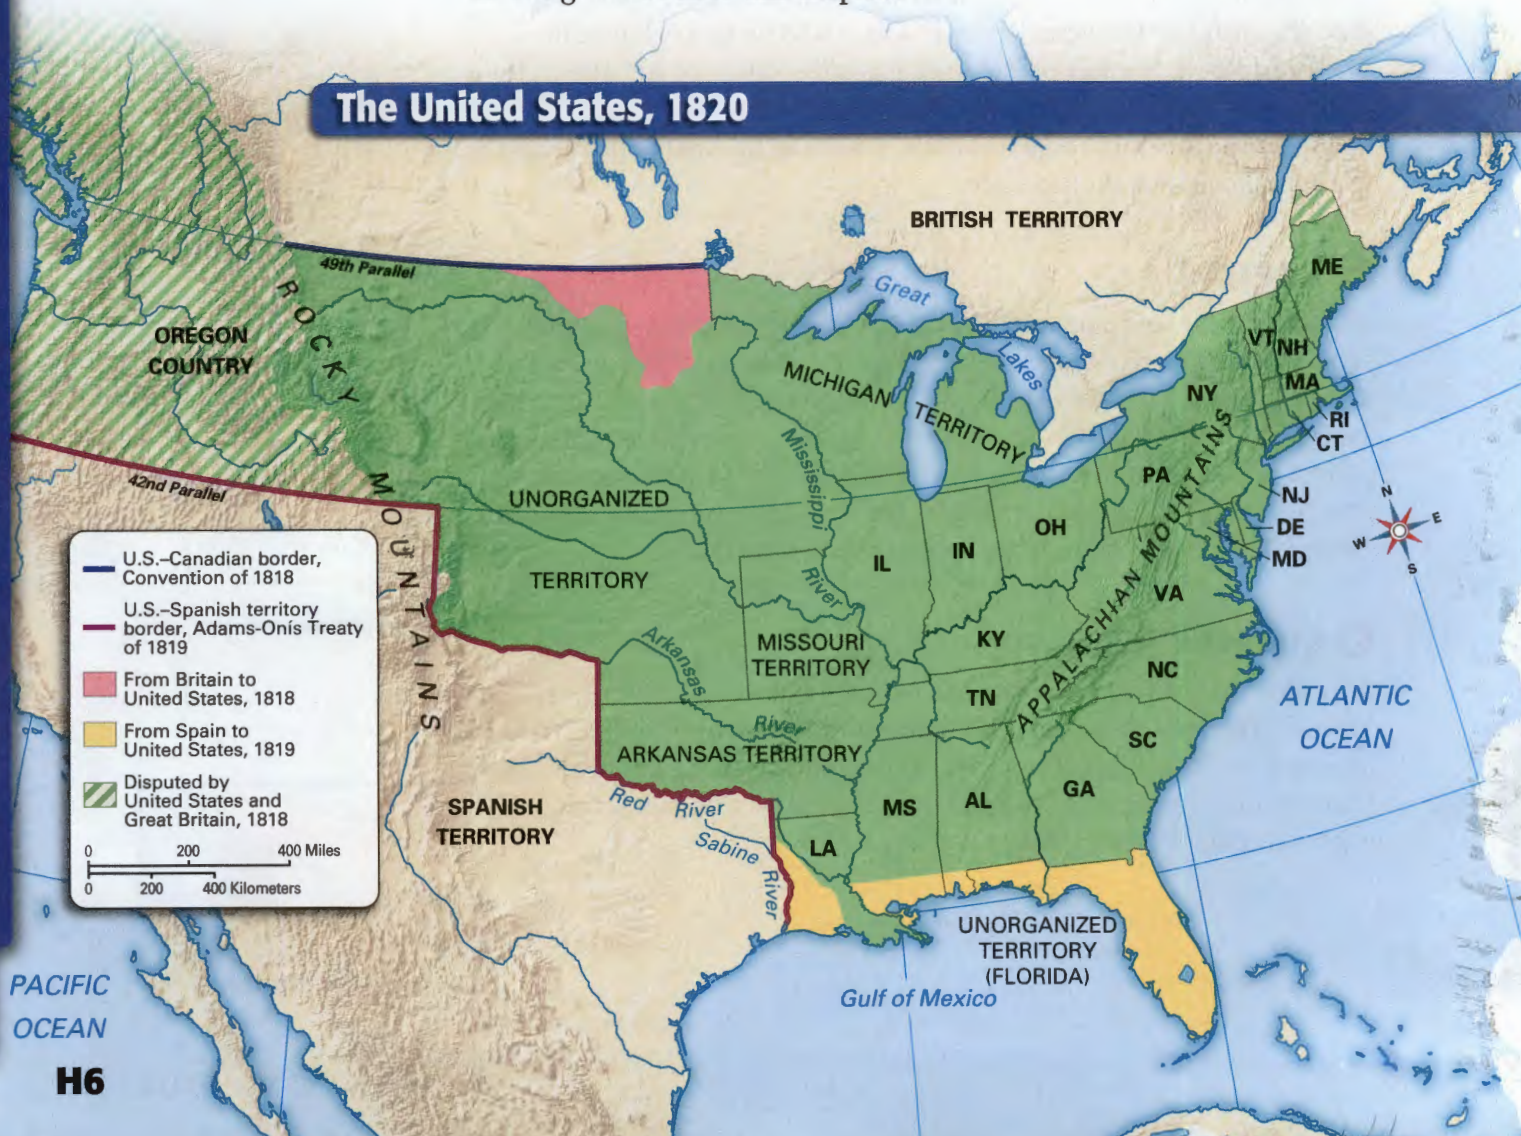 The United States, 1820
BRITISH TERRITORY
49th Parallel
ROCKY MOUNTAINS
OREGON
COUNTRY
Great
Lakes
ME
VT
NH
MA
NY
RI
CT
MICHIGAN TERRITORY
Mississippi
River
42nd Parallel
UNORGANIZED
TERRITORY
PA
NJ
DE
MD
OH
IN
IL
N
E
W
S
VA
APPALACHIAN MOUNTAINS
KY
MISSOURI
TERRITORY
Arkansas
River
NC
TN
ATLANTIC
OCEAN
SC
ARKANSAS TERRITORY
GA
AL
MS
SPANISH
TERRITORY
Red River
Sabine
River
LA
UNORGANIZED
TERRITORY
(FLORIDA)
Gulf of Mexico
U.S.–Canadian border,
Convention of 1818
U.S.–Spanish territory
border, Adams-Onís Treaty
of 1819
From Britain to
United States, 1818
From Spain to
United States, 1819
Disputed by
United States and
Great Britain, 1818
0 200 400 Miles
0 200 400 Kilometers
PACIFIC
OCEAN
H6